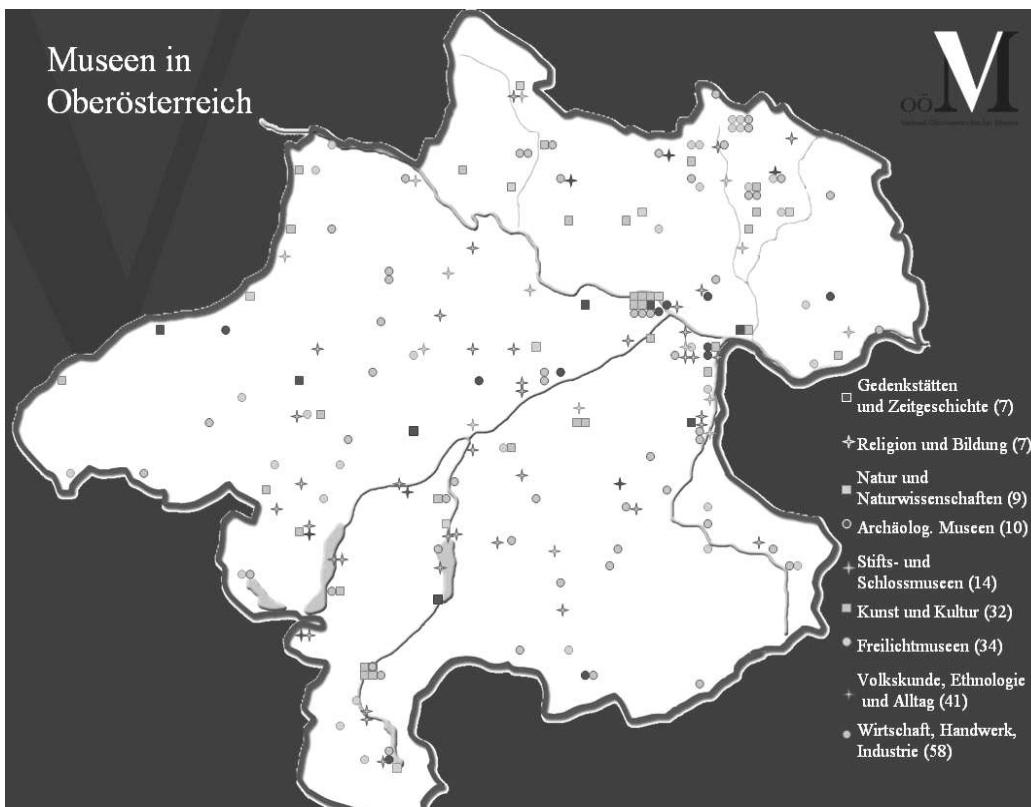 Museen in
Oberösterreich
OÖ
Gedenkstätten
und Zeitgeschichte (7)
Religion und Bildung (7)
Natur und
Naturwissenschaften (9)
Archäolog. Museen (10)
Stifts- und
Schlossmuseen (14)
Kunst und Kultur (32)
Freilichtmuseen (34)
Volkskunde, Ethnologie
und Alltag (41)
Wirtschaft, Handwerk,
Industrie (58)